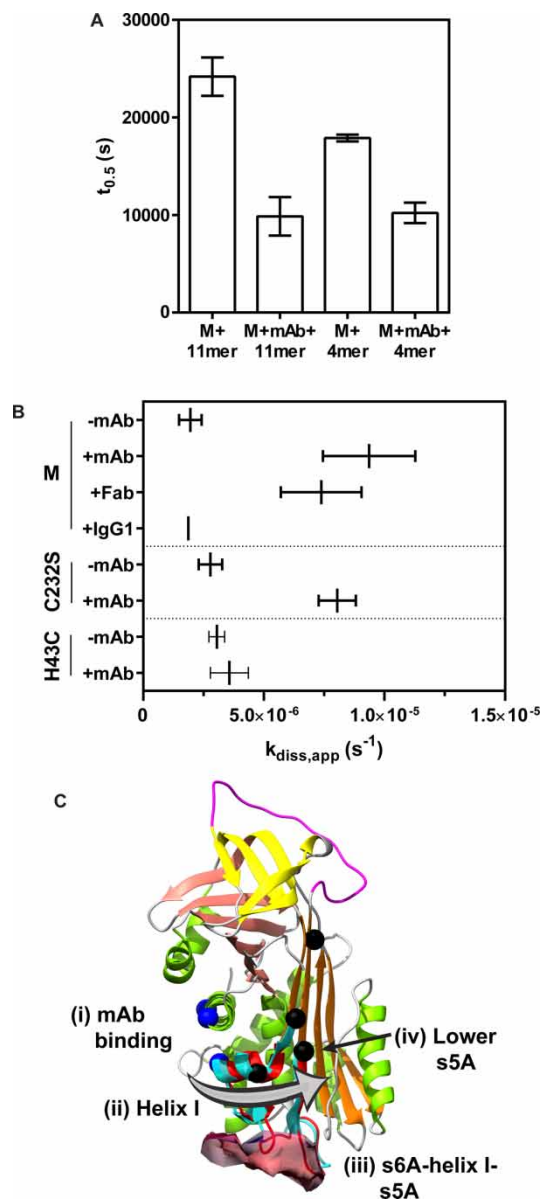 A
30000
20000
10000
0
t0.5 (s)
M+ 11mer
M+mAb+ 11mer
M+ 4mer
M+mAb+ 4mer
B
M
-mAb
+mAb
+Fab
+IgG1
C232S
-mAb
+mAb
H43C
-mAb
+mAb
0
5.0×10⁻⁶
1.0×10⁻⁵
1.5×10⁻⁵
kdiss,app (s⁻¹)
C
(i) mAb
binding
(iv) Lower
s5A
(ii) Helix I
(iii) s6A-helix I-
s5A